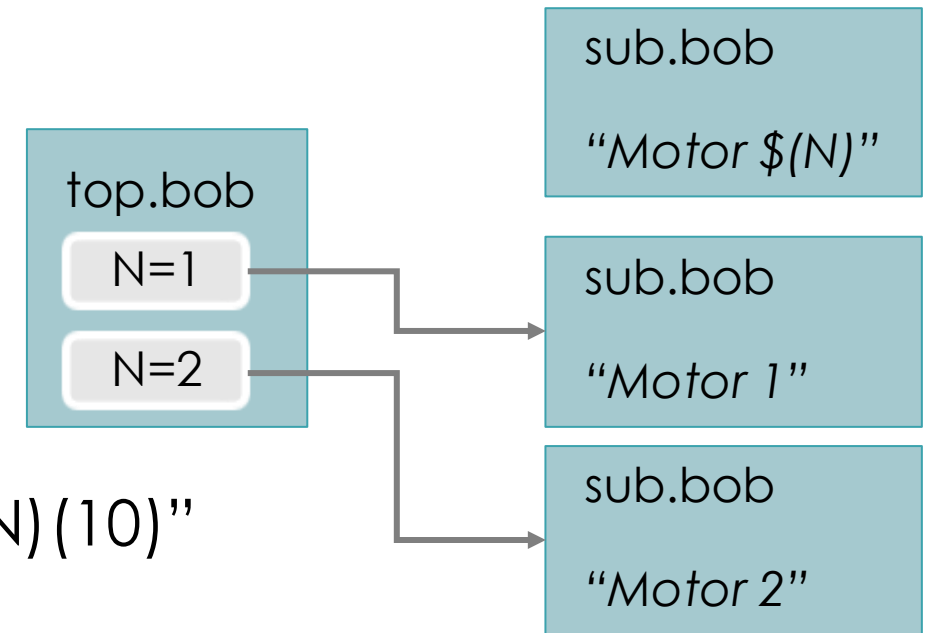 sub.bob
“Motor $(N)”
top.bob
N=1
N=2
sub.bob
“Motor 1”
sub.bob
“Motor 2”
N)(10)”